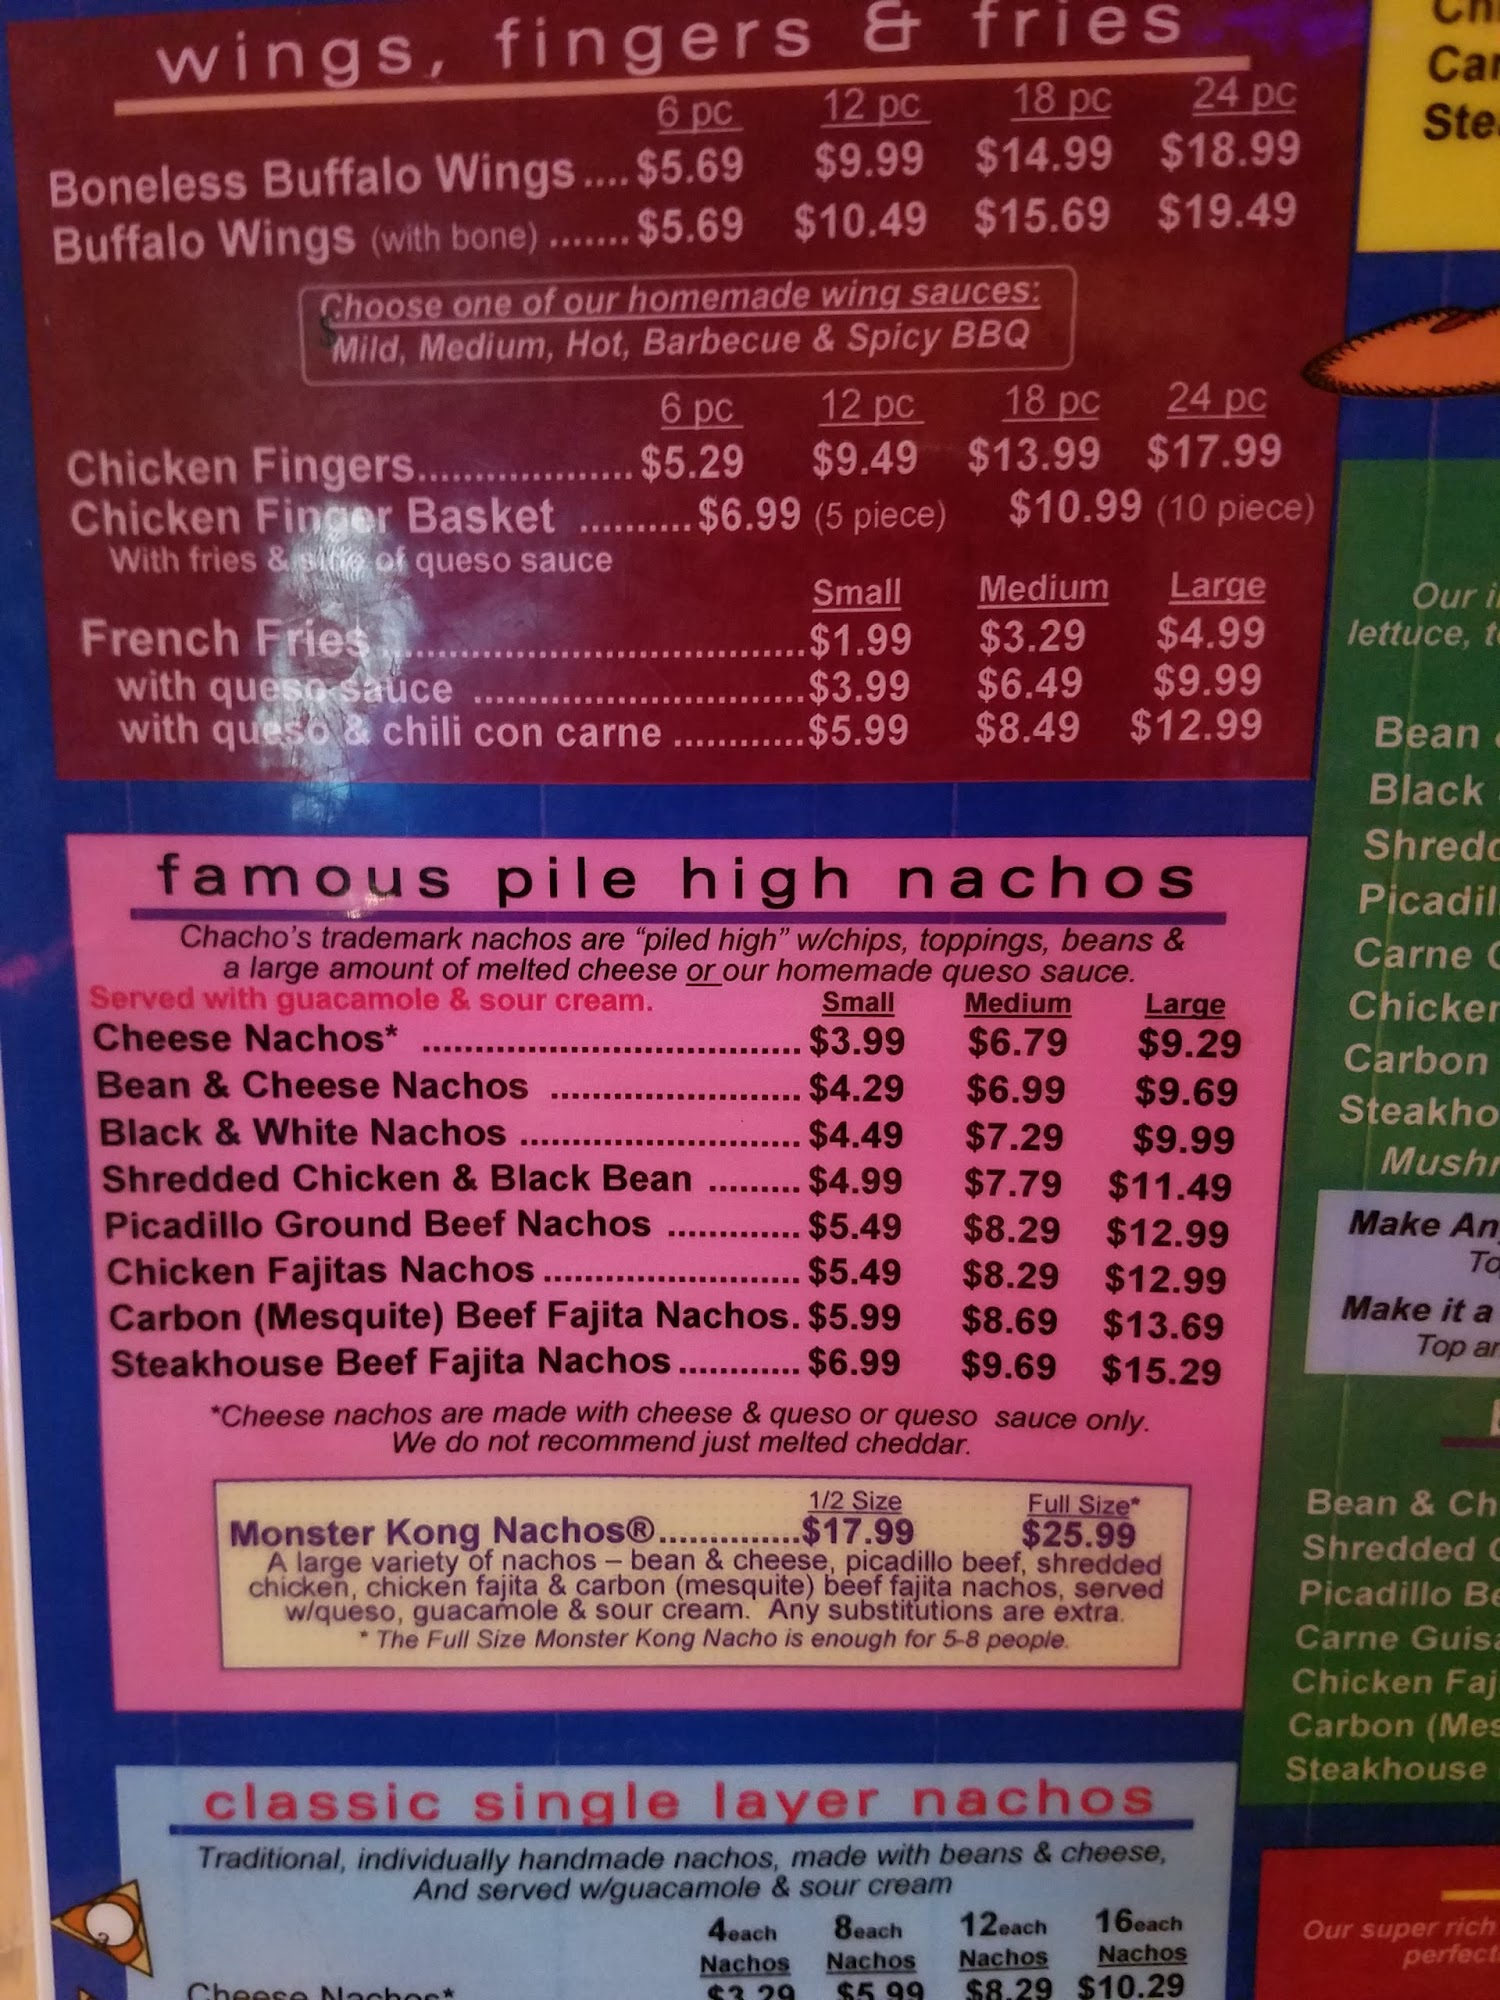 wings, fingers & fries
6 pc 12 pc 18 pc 24 pc
Boneless Buffalo Wings .... $5.69 $9.99 $14.99 $18.99
Buffalo Wings (with bone) ....... $5.69 $10.49 $15.69 $19.49
Choose one of our homemade wing sauces:
Mild, Medium, Hot, Barbecue & Spicy BBQ
6 pc 12 pc 18 pc 24 pc
Chicken Fingers................... $5.29 $9.49 $13.99 $17.99
Chicken Finger Basket .......... $6.99 (5 piece) $10.99 (10 piece)
With fries & side of queso sauce
Small Medium Large
French Fries ..................................... $1.99 $3.29 $4.99
with queso sauce .............................. $3.99 $6.49 $9.99
with queso & chili con carne ............ $5.99 $8.49 $12.99
famous pile high nachos
Chacho's trademark nachos are "piled high" w/chips, toppings, beans &
a large amount of melted cheese or our homemade queso sauce.
Served with guacamole & sour cream.
Small Medium Large
Cheese Nachos* ..................................... $3.99 $6.79 $9.29
Bean & Cheese Nachos ........................ $4.29 $6.99 $9.69
Black & White Nachos ........................... $4.49 $7.29 $9.99
Shredded Chicken & Black Bean ......... $4.99 $7.79 $11.49
Picadillo Ground Beef Nachos ............. $5.49 $8.29 $12.99
Chicken Fajitas Nachos ......................... $5.49 $8.29 $12.99
Carbon (Mesquite) Beef Fajita Nachos. $5.99 $8.69 $13.69
Steakhouse Beef Fajita Nachos ............ $6.99 $9.69 $15.29
*Cheese nachos are made with cheese & queso or queso sauce only.
We do not recommend just melted cheddar.
1/2 Size Full Size*
Monster Kong Nachos®.............. $17.99 $25.99
A large variety of nachos – bean & cheese, picadillo beef, shredded
chicken, chicken fajita & carbon (mesquite) beef fajita nachos, served
w/queso, guacamole & sour cream. Any substitutions are extra.
* The Full Size Monster Kong Nacho is enough for 5-8 people.
classic single layer nachos
Traditional, individually handmade nachos, made with beans & cheese,
And served w/guacamole & sour cream
4each 8each 12each 16each
Nachos Nachos Nachos Nachos
Cheese Nachos* $3.29 $5.99 $8.29 $10.29
Our
lettuce,
Bean
Black
Carne
Chicken
Carbon
Make
Make it a
Top
Bean &
Shredded
Picadillo
Carne
Chicken
Carbon
Steakhouse
Our super rich